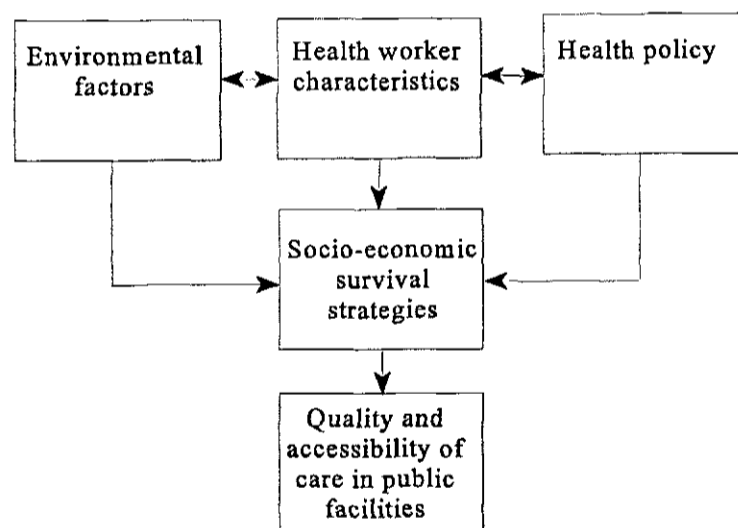 Environmental
factors
Health worker
characteristics
Health policy
Socio-economic
survival
strategies
Quality and
accessibility of
care in public
facilities